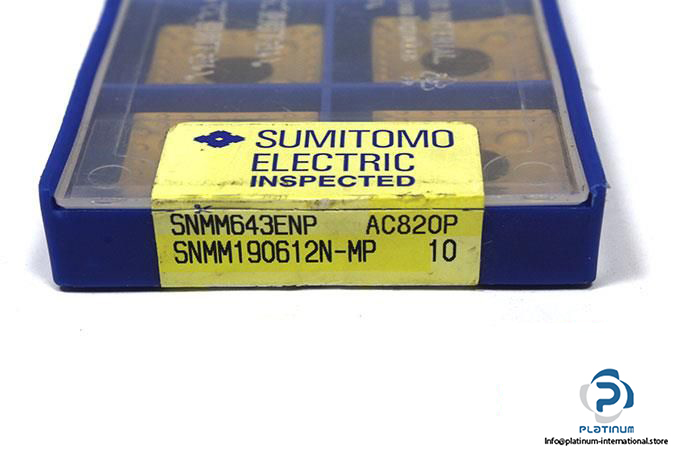 SUMITOMO
ELECTRIC
INSPECTED
SNMM643ENP AC820P
SNMM190612N-MP 10
PLATINUM
Info@platinum-international.store